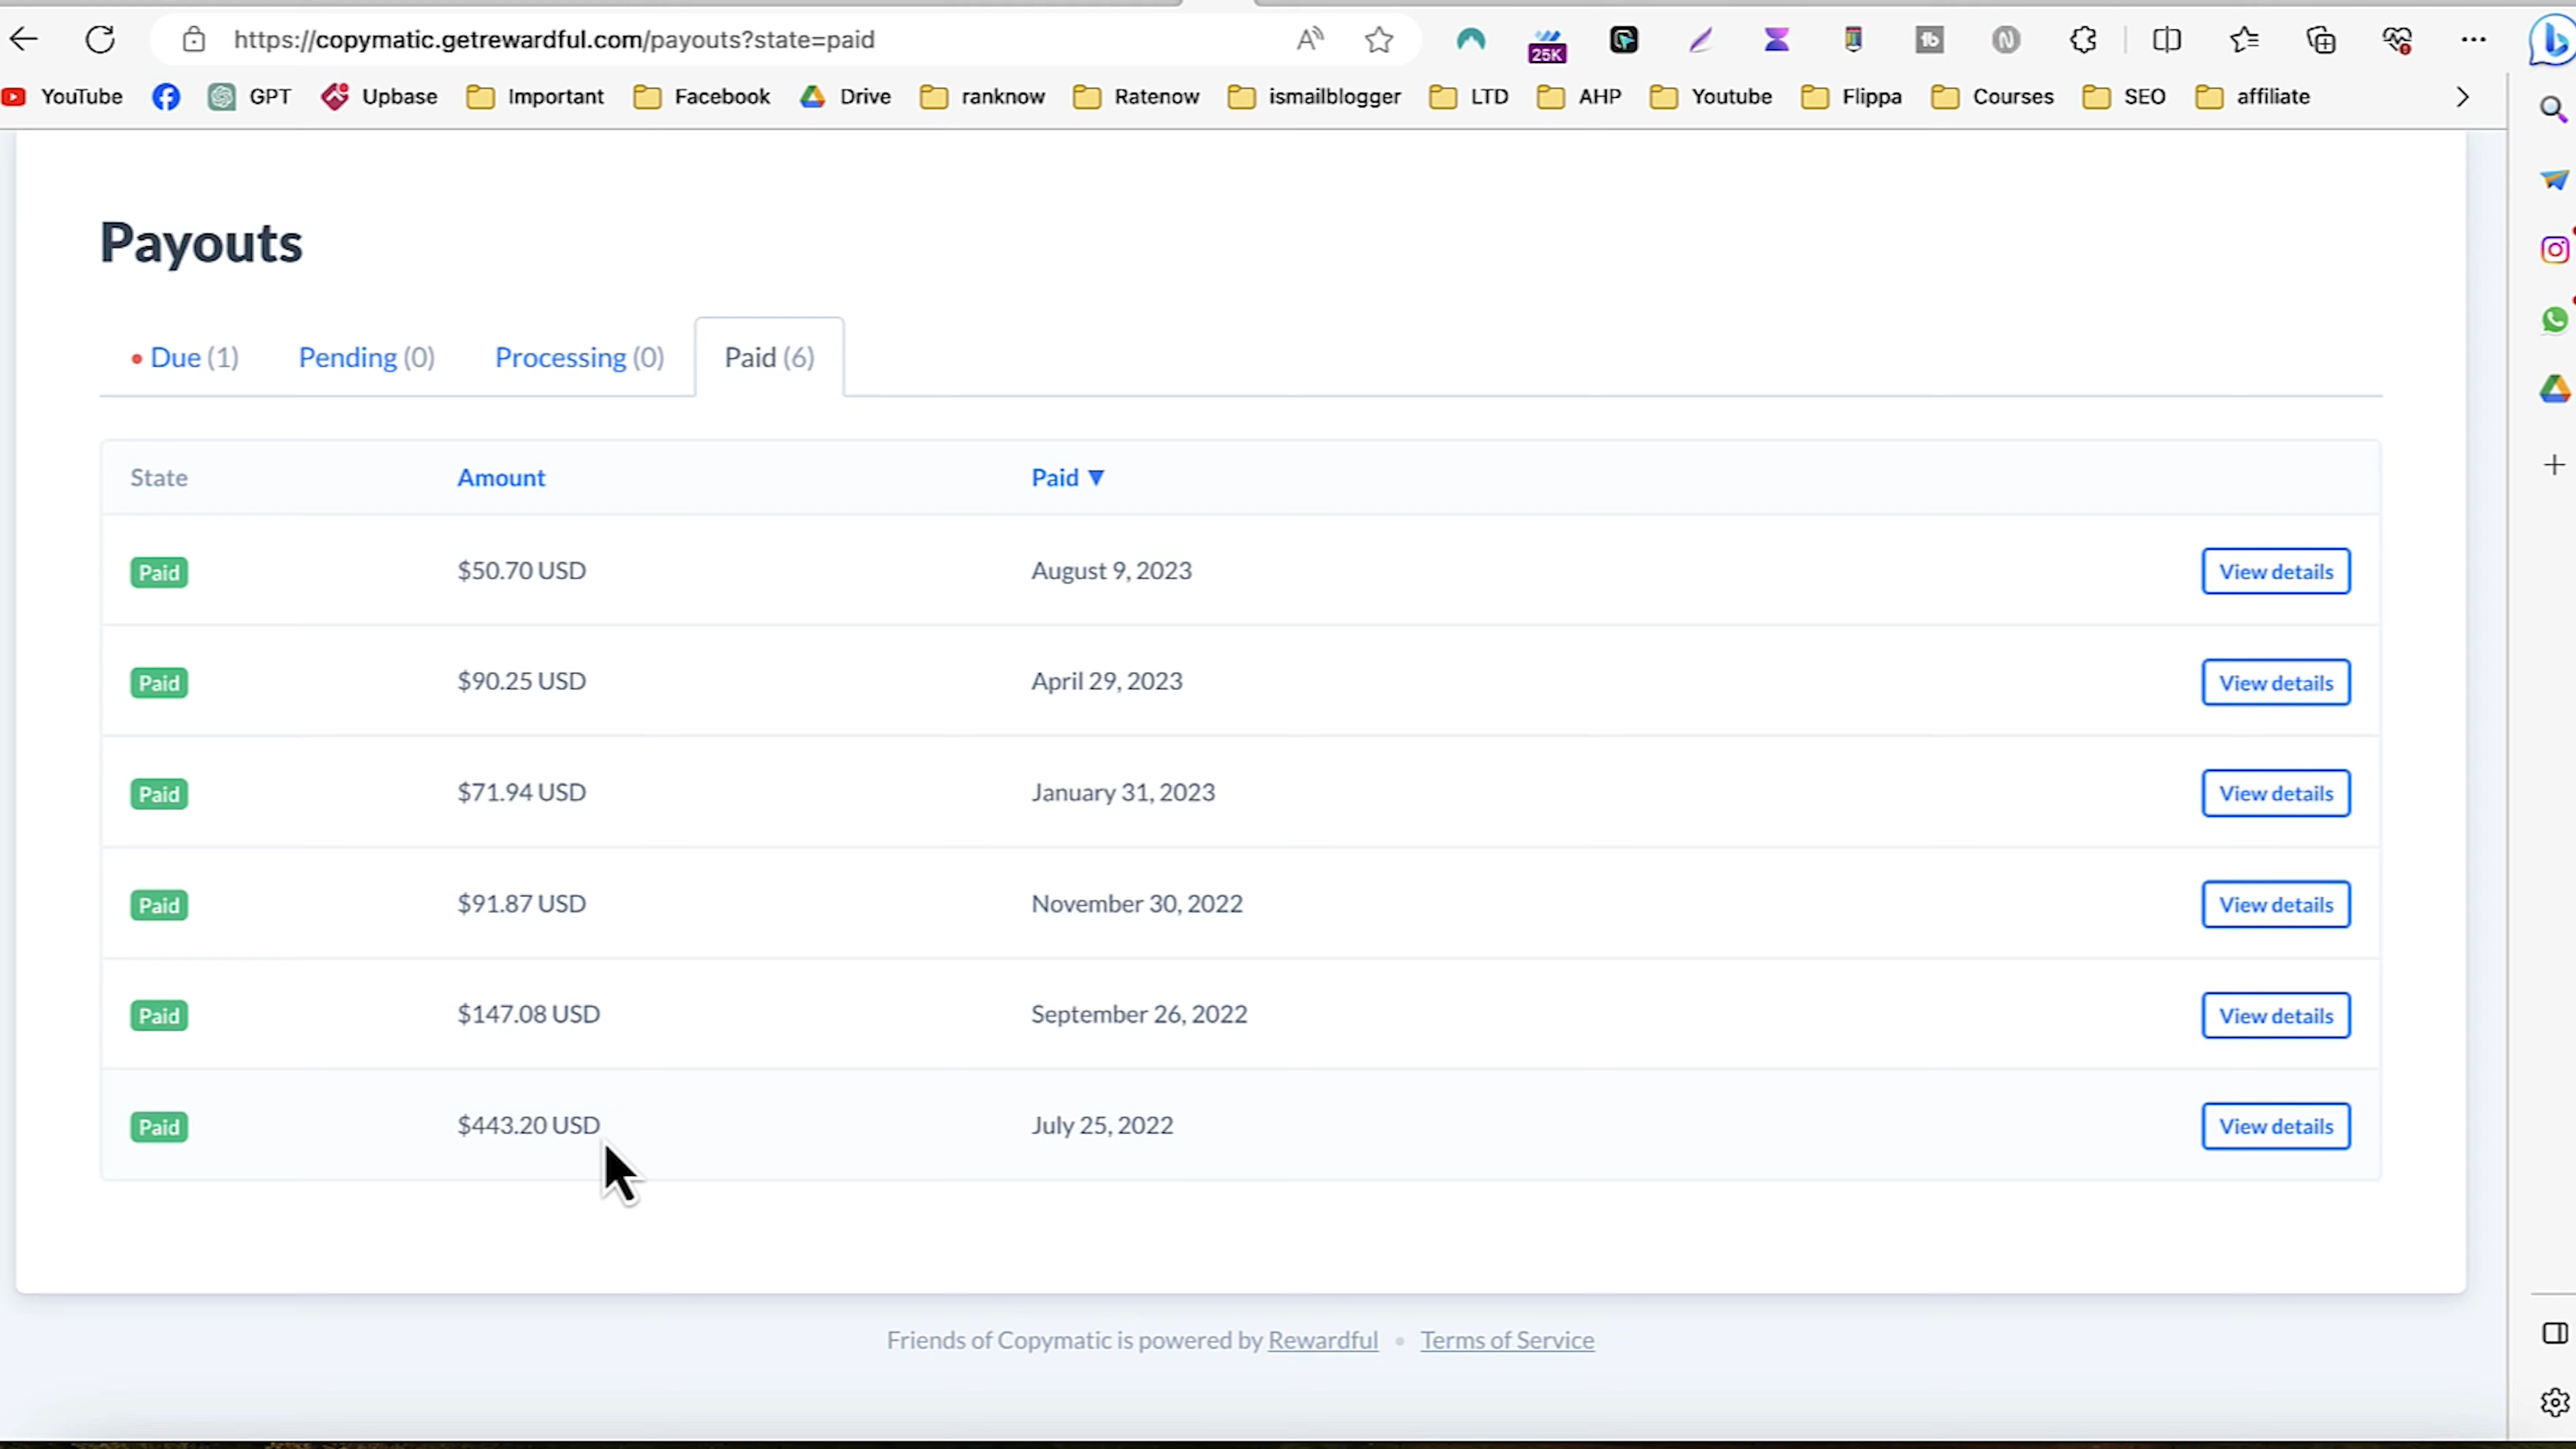 https://copymatic.getrewardful.com/payouts?state=paid
25K
YouTube GPT Upbase Important Facebook Drive ranknow Ratenow ismailblogger LTD AHP Youtube Flippa Courses SEO affiliate
Payouts
Due (1) Pending (0) Processing (0) Paid (6)
State Amount Paid ▼
Paid $50.70 USD August 9, 2023 View details
Paid $90.25 USD April 29, 2023 View details
Paid $71.94 USD January 31, 2023 View details
Paid $91.87 USD November 30, 2022 View details
Paid $147.08 USD September 26, 2022 View details
Paid $443.20 USD July 25, 2022 View details
Friends of Copymatic is powered by Rewardful • Terms of Service